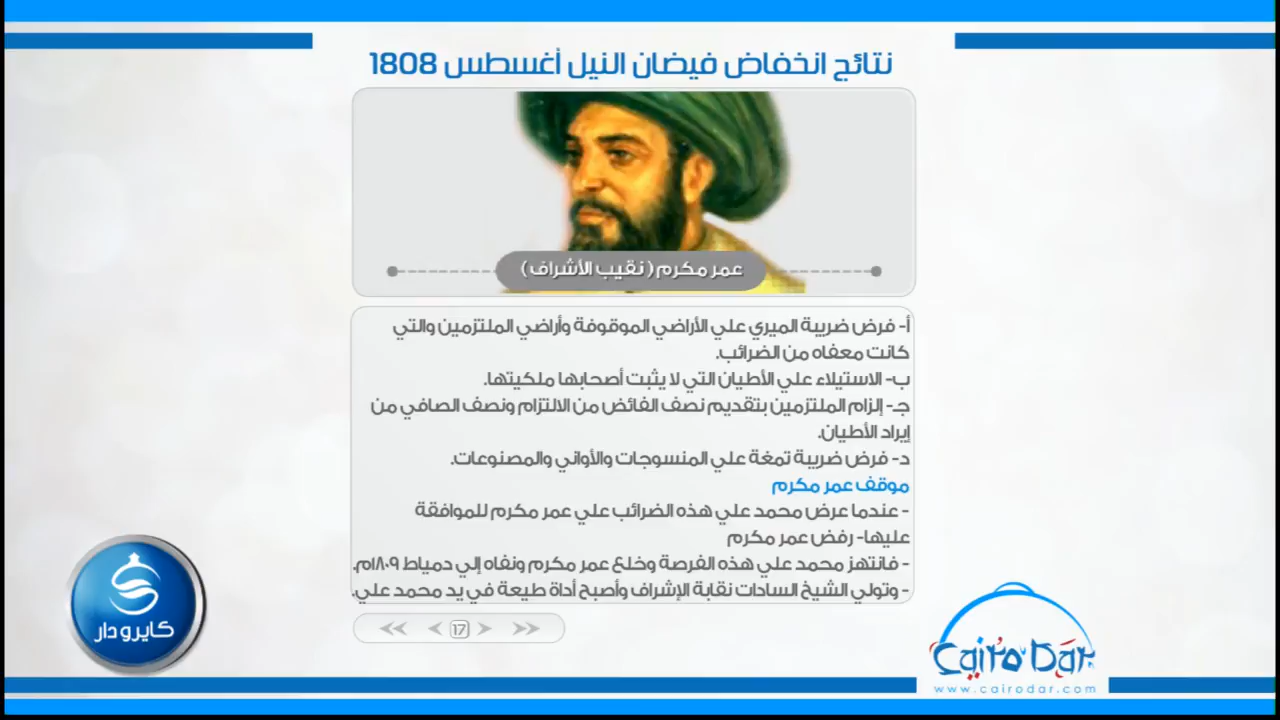 نتائج انخفاض فيضان النيل أغسطس 1808
عمر مكرم ( نقيب الأشراف )
أ- فرض ضريبة الميري علي الأراضي الموقوفة وأراضي الملتزمين والتي
كانت معفاه من الضرائب.
ب- الاستيلاء علي الأطيان التي لا يثبت أصحابها ملكيتها.
جـ- إلزام الملتزمين بتقديم نصف الفائض من الالتزام ونصف الصافي من
إيراد الأطيان.
د- فرض ضريبة تمغة علي المنسوجات والأواني والمصنوعات.
موقف عمر مكرم
- عندما عرض محمد علي هذه الضرائب علي عمر مكرم للموافقة
عليها- رفض عمر مكرم
- فانتهز محمد علي هذه الفرصة وخلع عمر مكرم ونفاه إلي دمياط ١٨٠٩م.
- وتولي الشيخ السادات نقابة الإشراف وأصبح أداة طيعة في يد محمد علي.
17
كايرو دار
Cairo Dar
www.cairodar.com